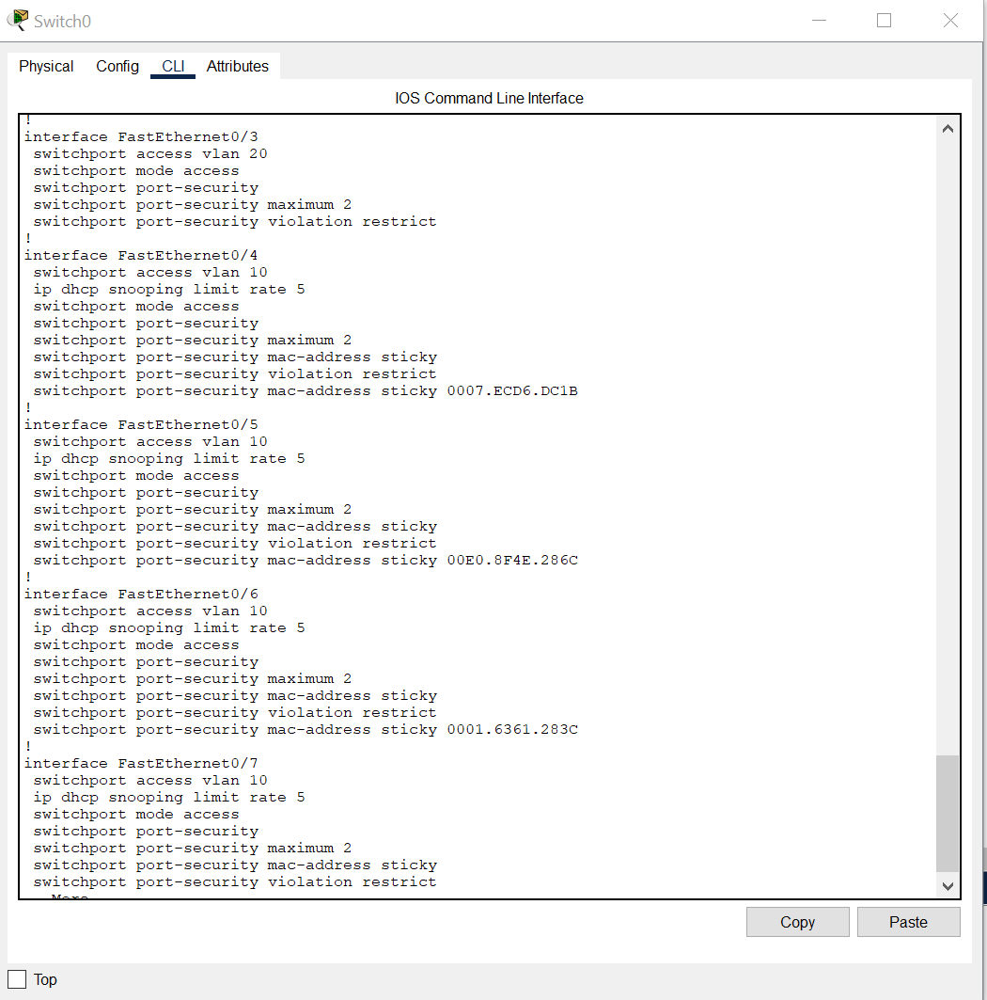 Switch0
Physical Config CLI Attributes
IOS Command Line Interface
!
interface FastEthernet0/3
 switchport access vlan 20
 switchport mode access
 switchport port-security
 switchport port-security maximum 2
 switchport port-security violation restrict
!
interface FastEthernet0/4
 switchport access vlan 10
 ip dhcp snooping limit rate 5
 switchport mode access
 switchport port-security
 switchport port-security maximum 2
 switchport port-security mac-address sticky
 switchport port-security violation restrict
 switchport port-security mac-address sticky 0007.ECD6.DC1B
!
interface FastEthernet0/5
 switchport access vlan 10
 ip dhcp snooping limit rate 5
 switchport mode access
 switchport port-security
 switchport port-security maximum 2
 switchport port-security mac-address sticky
 switchport port-security violation restrict
 switchport port-security mac-address sticky 00E0.8F4E.286C
!
interface FastEthernet0/6
 switchport access vlan 10
 ip dhcp snooping limit rate 5
 switchport mode access
 switchport port-security
 switchport port-security maximum 2
 switchport port-security mac-address sticky
 switchport port-security violation restrict
 switchport port-security mac-address sticky 0001.6361.283C
!
interface FastEthernet0/7
 switchport access vlan 10
 ip dhcp snooping limit rate 5
 switchport mode access
 switchport port-security
 switchport port-security maximum 2
 switchport port-security mac-address sticky
 switchport port-security violation restrict
More
Copy Paste
Top